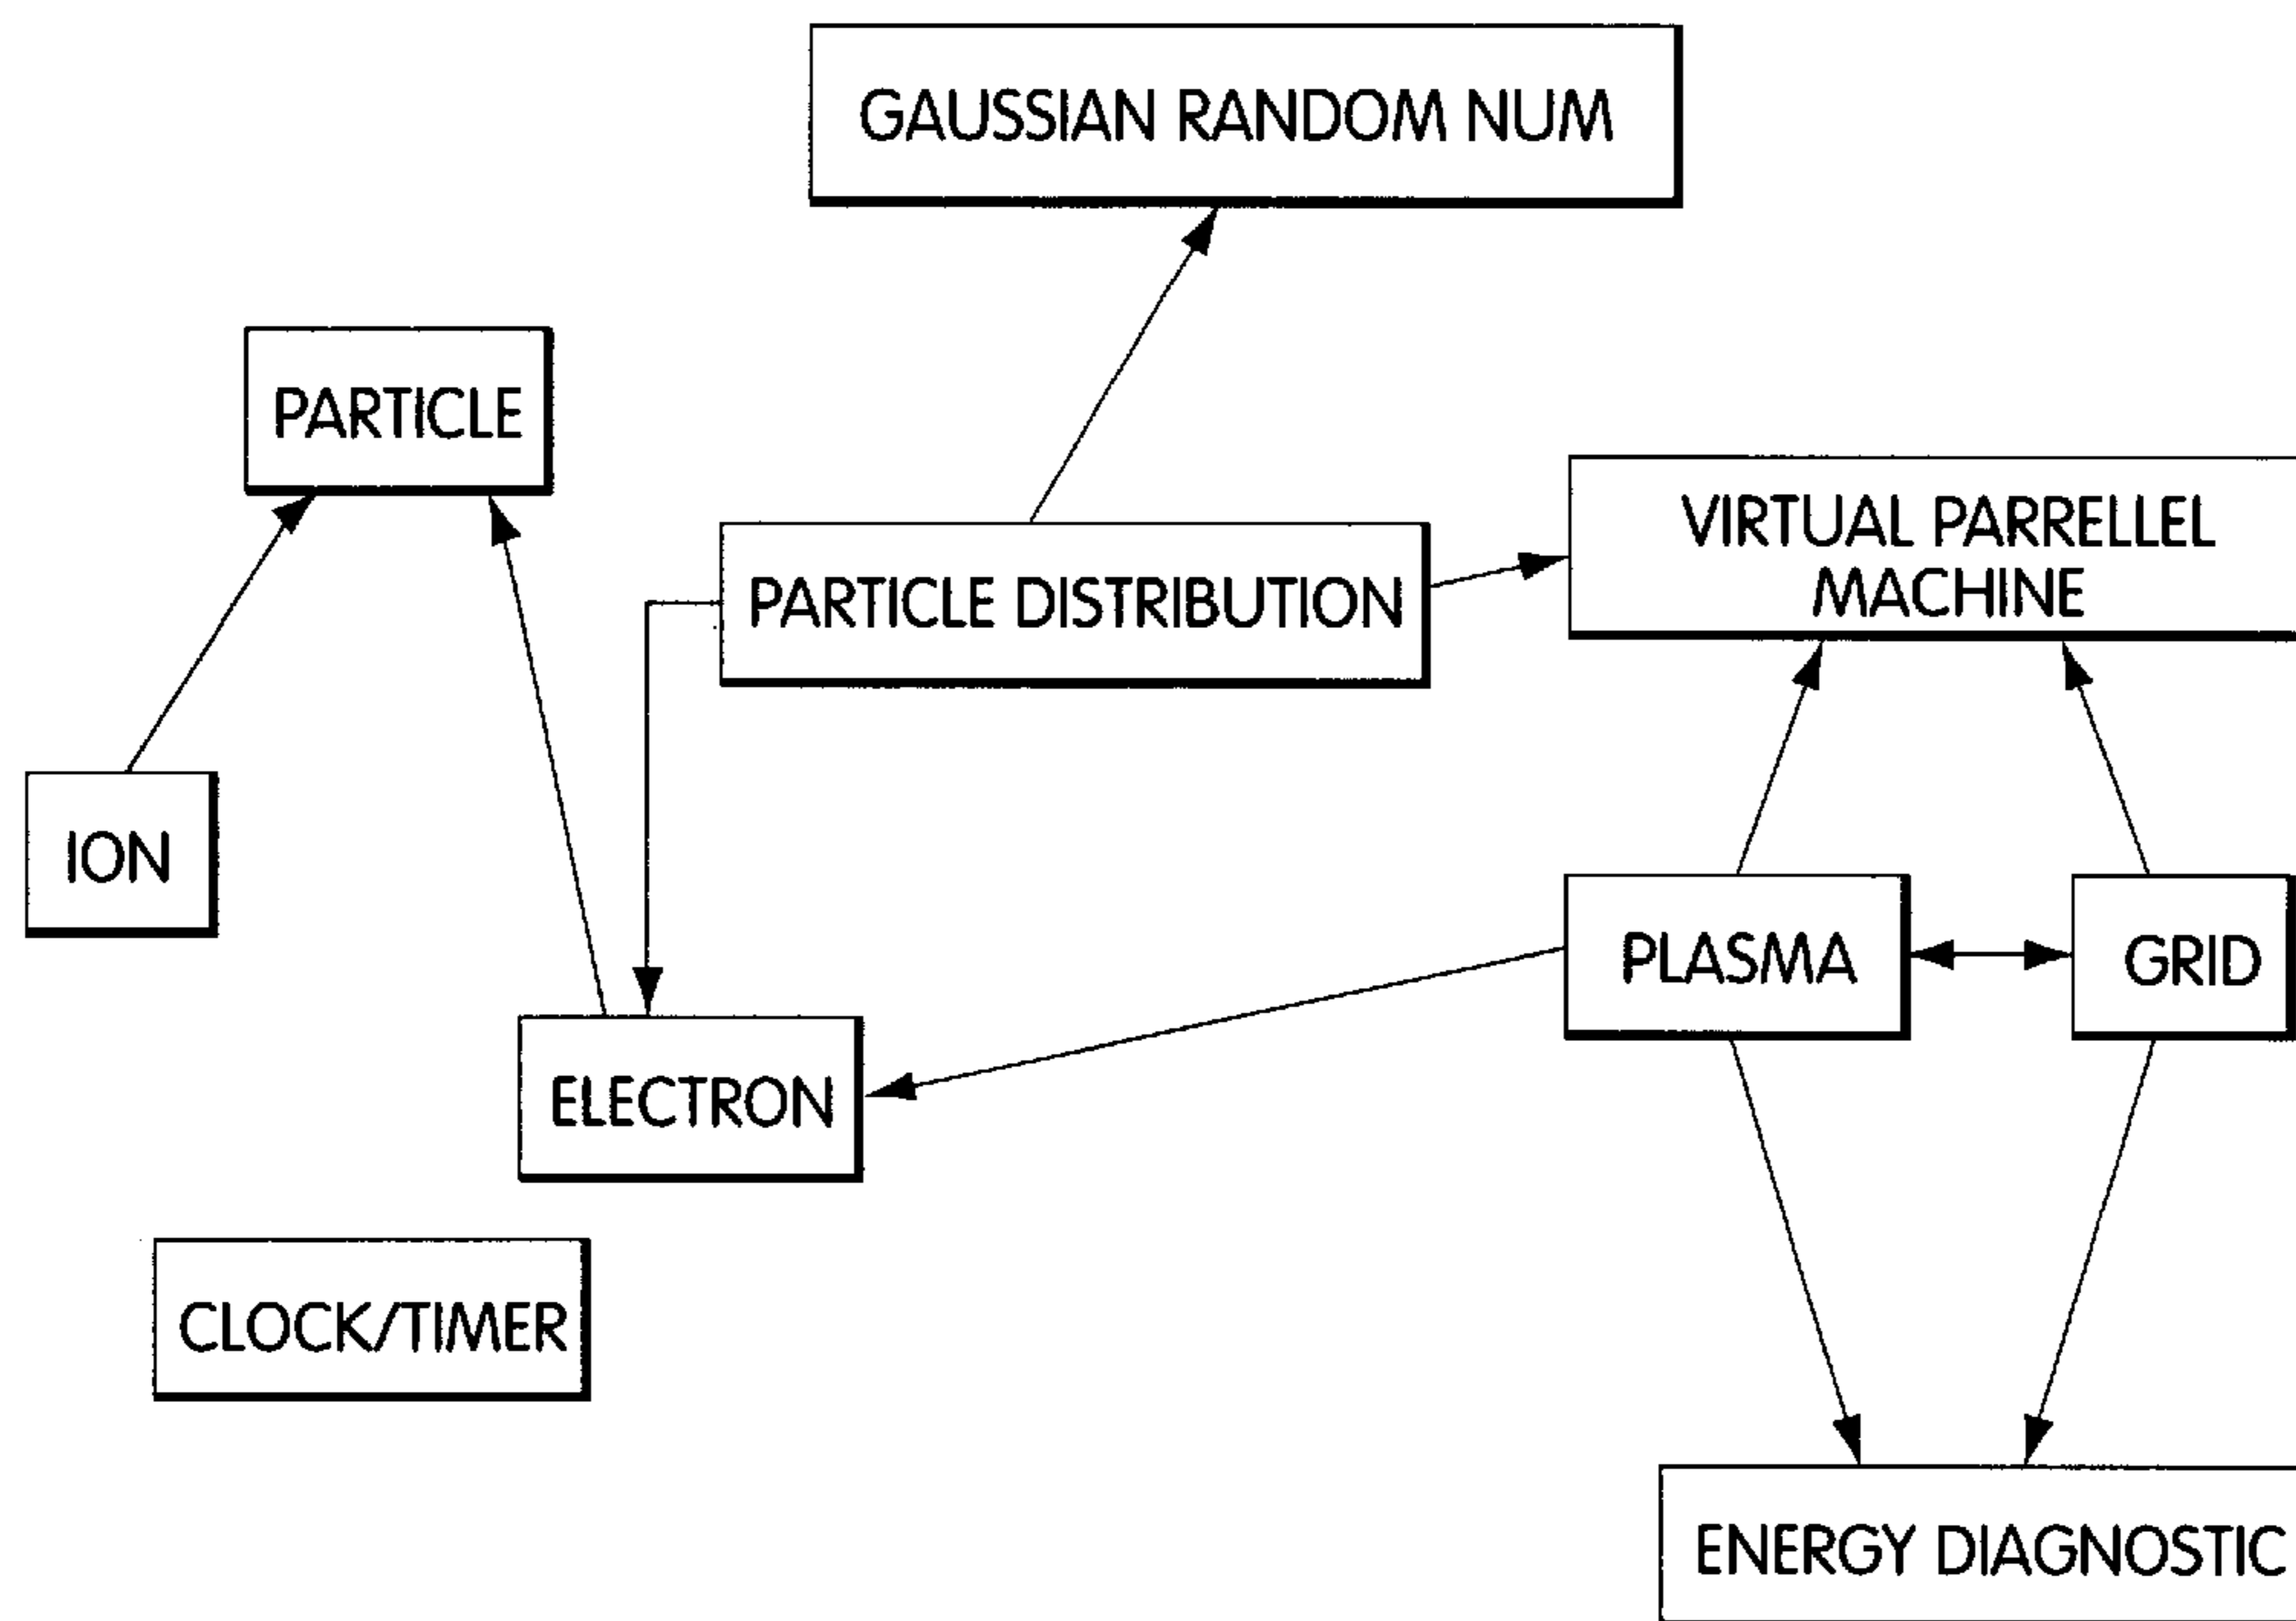 GAUSSIAN RANDOM NUM
PARTICLE
VIRTUAL PARRELLEL
MACHINE
PARTICLE DISTRIBUTION
ION
PLASMA
GRID
ELECTRON
CLOCK/TIMER
ENERGY DIAGNOSTIC